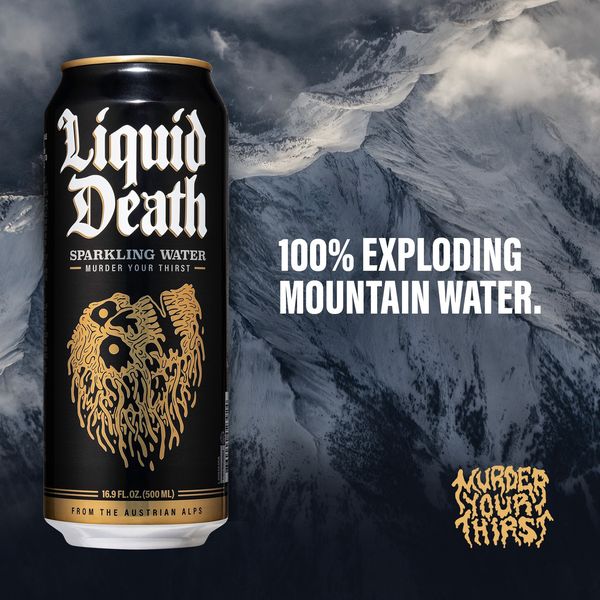 Liquid
Death
SPARKLING WATER
MURDER YOUR THIRST
16.9 FL. OZ. (500 ML)
FROM THE AUSTRIAN ALPS
100% EXPLODING
MOUNTAIN WATER.
MURDER
YOUR
THIRST